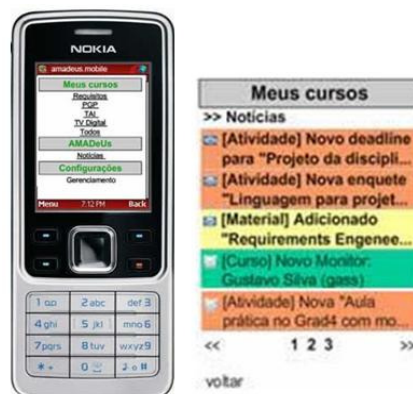 NOKIA
amadeus.mobile
Meus cursos
Requisitos
PGP
TAI
TV Digital
Todos
AMADeUs
Notícias
Configurações
Gerenciamento
Menu 7:12 PM Back
1 2 abc def 3
4 ghi 5 jkl mno 6
7 pqrs 8 tuv wxyz 9
* + 0 #
Meus cursos
>> Notícias
[Atividade] Novo deadline
para "Projeto da discipli...
[Atividade] Nova enquete
"Linguagem para projet...
[Material] Adicionado
"Requirements Engenee...
[Curso] Novo Monitor:
Gustavo Silva (gass)
[Atividade] Nova "Aula
prática no Grad4 com mo...
<< 1 2 3 >>
voltar